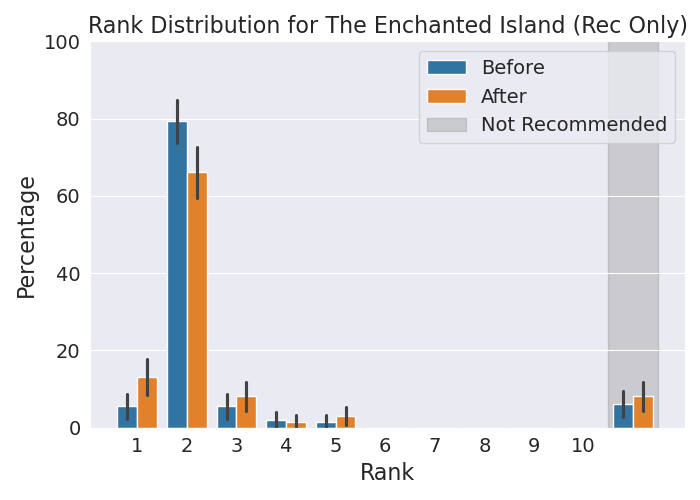 Rank Distribution for The Enchanted Island (Rec Only)
100
80
60
40
20
0
Percentage
Before
After
Not Recommended
1 2 3 4 5 6 7 8 9 10
Rank